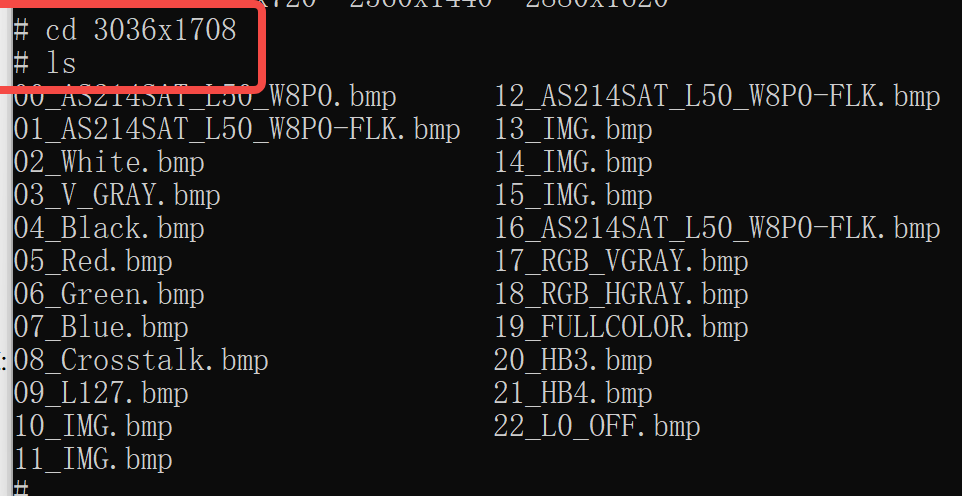 x720 2560x1440 2880x1620
# cd 3036x1708
# ls
00_AS214SAT_L50_W8P0.bmp 12_AS214SAT_L50_W8P0-FLK.bmp
01_AS214SAT_L50_W8P0-FLK.bmp 13_IMG.bmp
02_White.bmp 14_IMG.bmp
03_V_GRAY.bmp 15_IMG.bmp
04_Black.bmp 16_AS214SAT_L50_W8P0-FLK.bmp
05_Red.bmp 17_RGB_VGRAY.bmp
06_Green.bmp 18_RGB_HGRAY.bmp
07_Blue.bmp 19_FULLCOLOR.bmp
08_Crosstalk.bmp 20_HB3.bmp
09_L127.bmp 21_HB4.bmp
10_IMG.bmp 22_L0_OFF.bmp
11_IMG.bmp
#